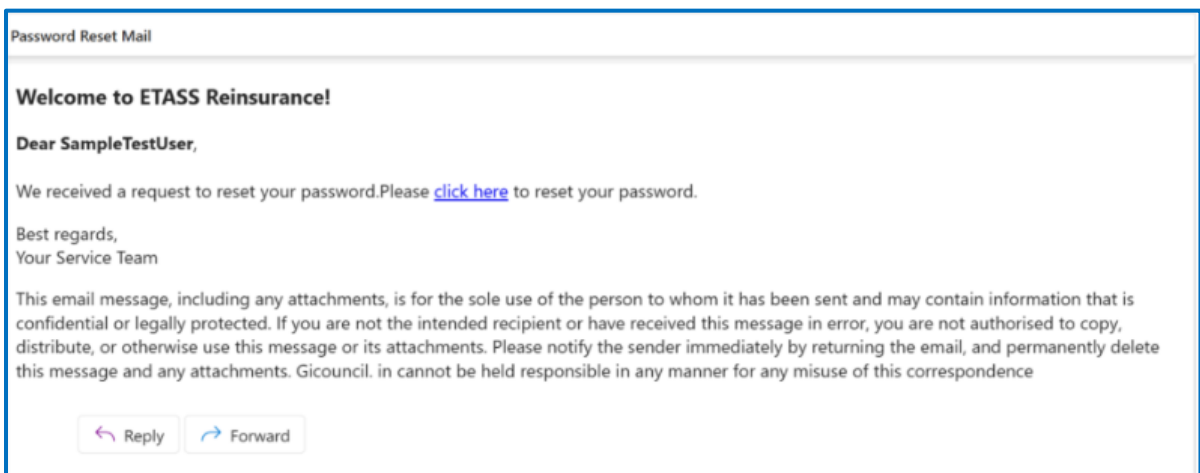 Password Reset Mail
Welcome to ETASS Reinsurance!
Dear SampleTestUser,
We received a request to reset your password.Please click here to reset your password.
Best regards,
Your Service Team
This email message, including any attachments, is for the sole use of the person to whom it has been sent and may contain information that is
confidential or legally protected. If you are not the intended recipient or have received this message in error, you are not authorised to copy,
distribute, or otherwise use this message or its attachments. Please notify the sender immediately by returning the email, and permanently delete
this message and any attachments. Gicouncil. in cannot be held responsible in any manner for any misuse of this correspondence
Reply Forward